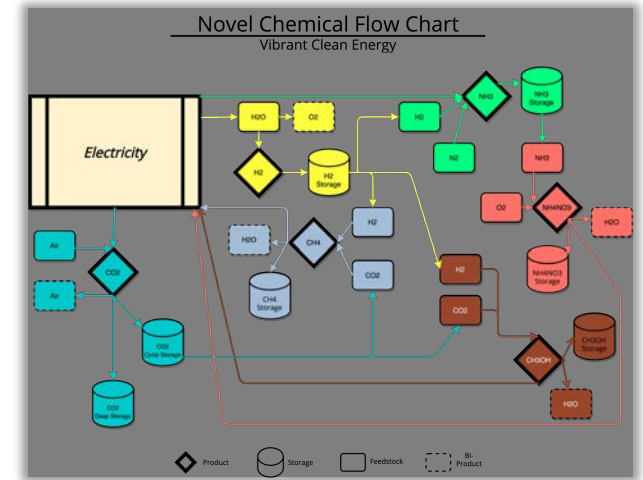 Novel Chemical Flow Chart
Vibrant Clean Energy
Electricity
H2O
O2
H2
H2
Storage
H2
N2
NH3
NH3
Storage
NH3
O2
NH4NO3
H2O
NH4NO3
Storage
H2O
CH4
H2
CO2
CH4
Storage
Air
CO2
Air
CO2
Cycle Storage
CO2
Deep Storage
H2
CO2
CH3OH
CH3OH
Storage
H2O
Product
Storage
Feedstock
Bi-
Product